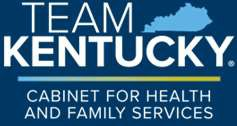 TEAM
KENTUCKY®
CABINET FOR HEALTH
AND FAMILY SERVICES